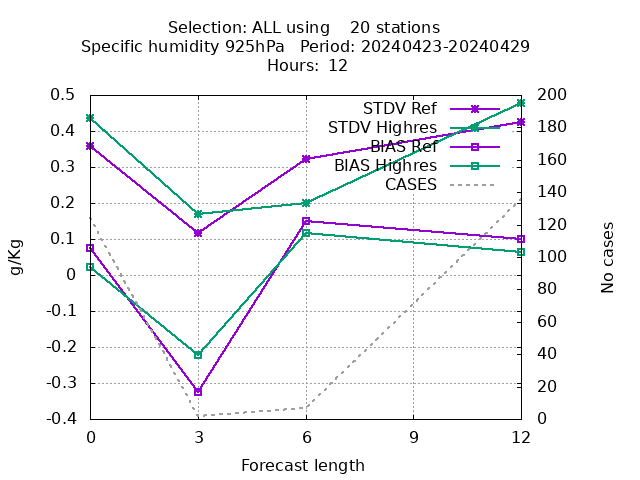 Selection: ALL using    20 stations
Specific humidity 925hPa   Period: 20240423-20240429
Hours:  12
STDV Ref
STDV Highres
BIAS Ref
BIAS Highres
CASES
0.5
0.4
0.3
0.2
0.1
0
-0.1
-0.2
-0.3
-0.4
g/Kg
200
180
160
140
120
100
80
60
40
20
0
No cases
0 3 6 9 12
Forecast length